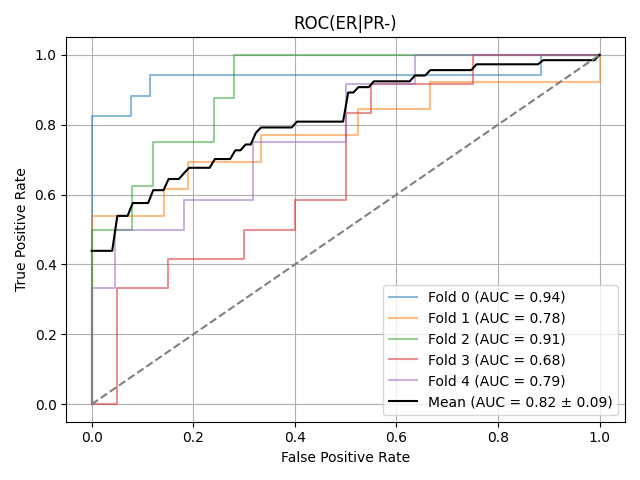 ROC(ER|PR-)
True Positive Rate
1.0
0.8
0.6
0.4
0.2
0.0
Fold 0 (AUC = 0.94)
Fold 1 (AUC = 0.78)
Fold 2 (AUC = 0.91)
Fold 3 (AUC = 0.68)
Fold 4 (AUC = 0.79)
Mean (AUC = 0.82 ± 0.09)
0.0 0.2 0.4 0.6 0.8 1.0
False Positive Rate